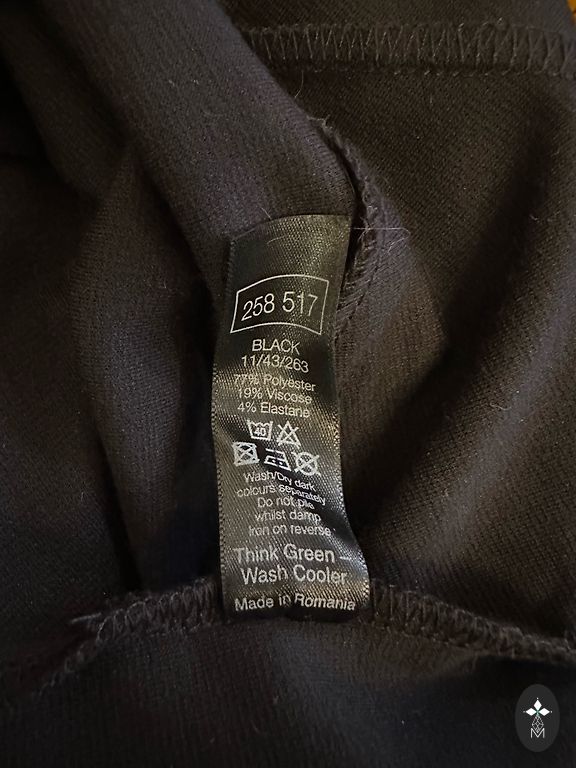 258 517
BLACK
11/43/263
77% Polyester
19% Viscose
4% Elastane
40
Wash/Dry dark
colours separately
Do not pile
whilst damp
Iron on reverse
Think Green –
Wash Cooler
Made in Romania
M